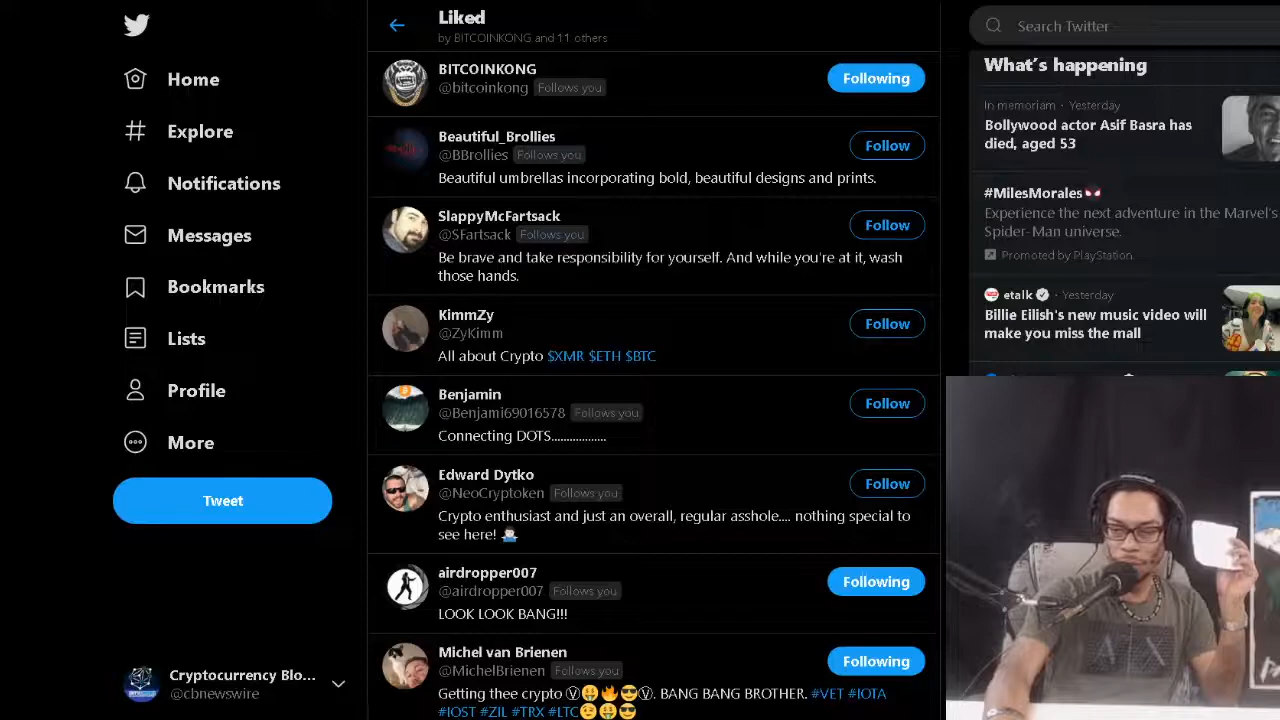 Home
Explore
Notifications
Messages
Bookmarks
Lists
Profile
More
Tweet
Cryptocurrency Blo...
@cbnewswire
Liked
by BITCOINKONG and 11 others
BITCOINKONG
@bitcoinkong Follows you
Following
Beautiful_Brollies
@BBrollies Follows you
Follow
Beautiful umbrellas incorporating bold, beautiful designs and prints.
SlappyMcFartsack
@SFartsack Follows you
Follow
Be brave and take responsibility for yourself. And while you're at it, wash
those hands.
KimmZy
@ZyKimm
Follow
All about Crypto $XMR $ETH $BTC
Benjamin
@Benjami69016578 Follows you
Follow
Connecting DOTS..................
Edward Dytko
@NeoCryptoken Follows you
Follow
Crypto enthusiast and just an overall, regular asshole.... nothing special to
see here! 
airdropper007
@airdropper007 Follows you
Following
LOOK LOOK BANG!!!
Michel van Brienen
@MichelBrienen Follows you
Following
Getting thee crypto Ⓥ🤑🔥😎Ⓥ. BANG BANG BROTHER. #VET #IOTA
#IOST #ZIL #TRX #LTC😉🤑😎
Search Twitter
What's happening
In memoriam · Yesterday
Bollywood actor Asif Basra has
died, aged 53
#MilesMorales
Experience the next adventure in the Marvel's
Spider-Man universe.
Promoted by PlayStation
etalk · Yesterday
Billie Eilish's new music video will
make you miss the mall